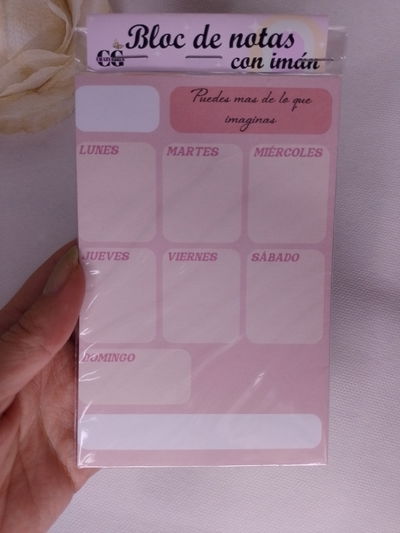 Bloc de notas
con imán
CG
Puedes mas de lo que
imaginas
LUNES
MARTES
MIÉRCOLES
JUEVES
VIERNES
SÁBADO
DOMINGO